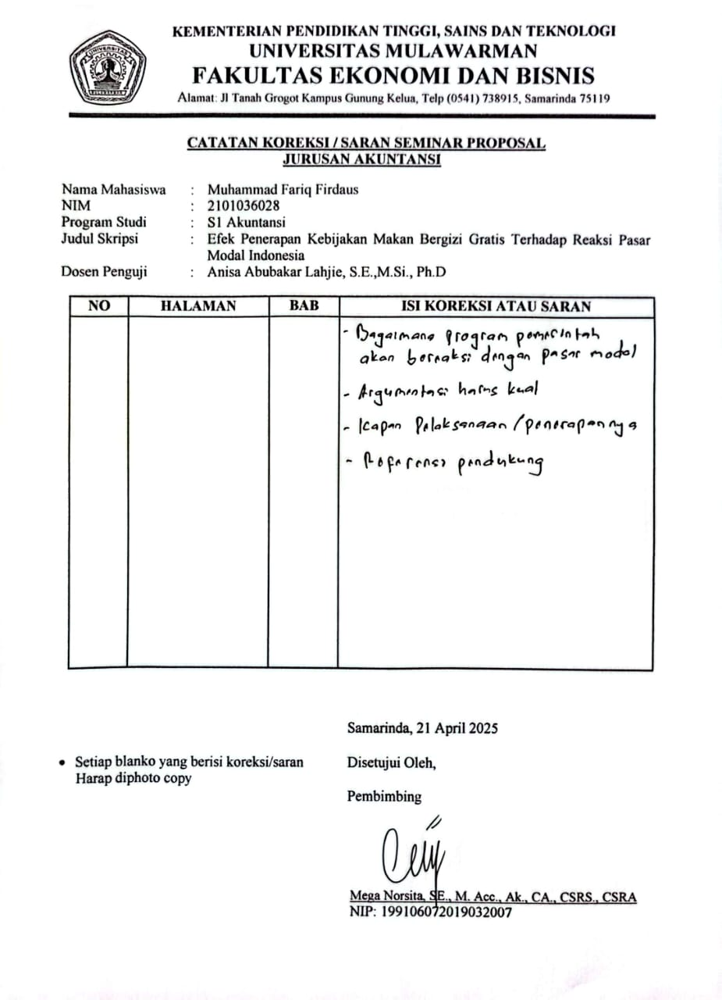 KEMENTERIAN PENDIDIKAN TINGGI, SAINS DAN TEKNOLOGI
UNIVERSITAS MULAWARMAN
FAKULTAS EKONOMI DAN BISNIS
Alamat: Jl Tanah Grogot Kampus Gunung Kelua, Telp (0541) 738915, Samarinda 75119
CATATAN KOREKSI / SARAN SEMINAR PROPOSAL
JURUSAN AKUNTANSI
Nama Mahasiswa : Muhammad Fariq Firdaus
NIM : 2101036028
Program Studi : S1 Akuntansi
Judul Skripsi : Efek Penerapan Kebijakan Makan Bergizi Gratis Terhadap Reaksi Pasar
Modal Indonesia
Dosen Penguji : Anisa Abubakar Lahjie, S.E.,M.Si., Ph.D
NO HALAMAN BAB ISI KOREKSI ATAU SARAN
- Bagaimana program pemerintah
akan bereaksi dengan pasar modal
- Argumentasi harus kuat
- Kapan Pelaksanaan / penerapannya
- Referensi pendukung
Samarinda, 21 April 2025
• Setiap blanko yang berisi koreksi/saran
Harap diphoto copy
Disetujui Oleh,
Pembimbing
Mega Norsita, SE., M. Acc., Ak., CA., CSRS., CSRA
NIP: 199106072019032007